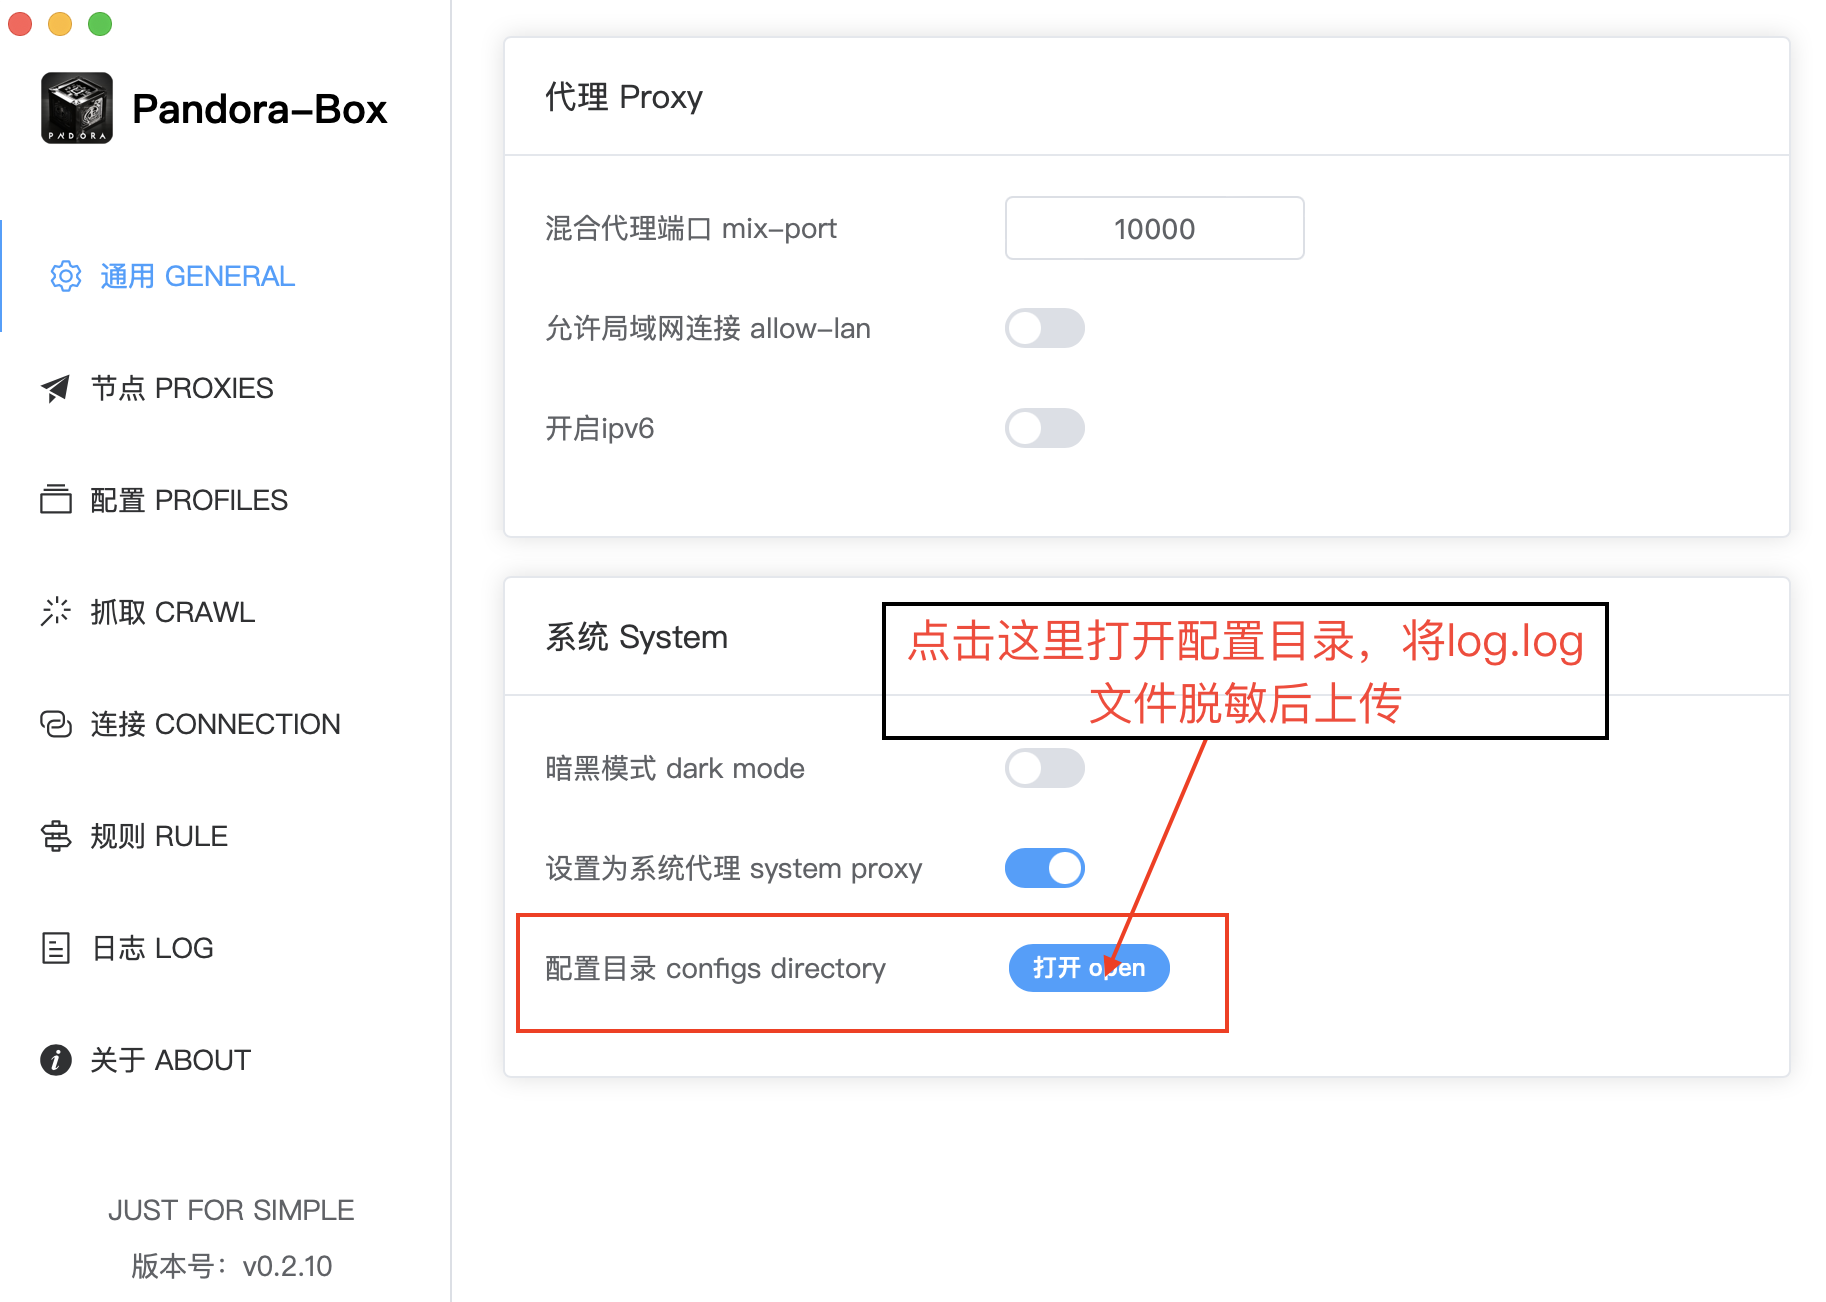 PANDORA
Pandora-Box
通用 GENERAL
节点 PROXIES
配置 PROFILES
抓取 CRAWL
连接 CONNECTION
规则 RULE
日志 LOG
关于 ABOUT
JUST FOR SIMPLE
版本号：v0.2.10
代理 Proxy
混合代理端口 mix-port
10000
允许局域网连接 allow-lan
开启ipv6
系统 System
点击这里打开配置目录，将log.log
文件脱敏后上传
暗黑模式 dark mode
设置为系统代理 system proxy
配置目录 configs directory
打开 open